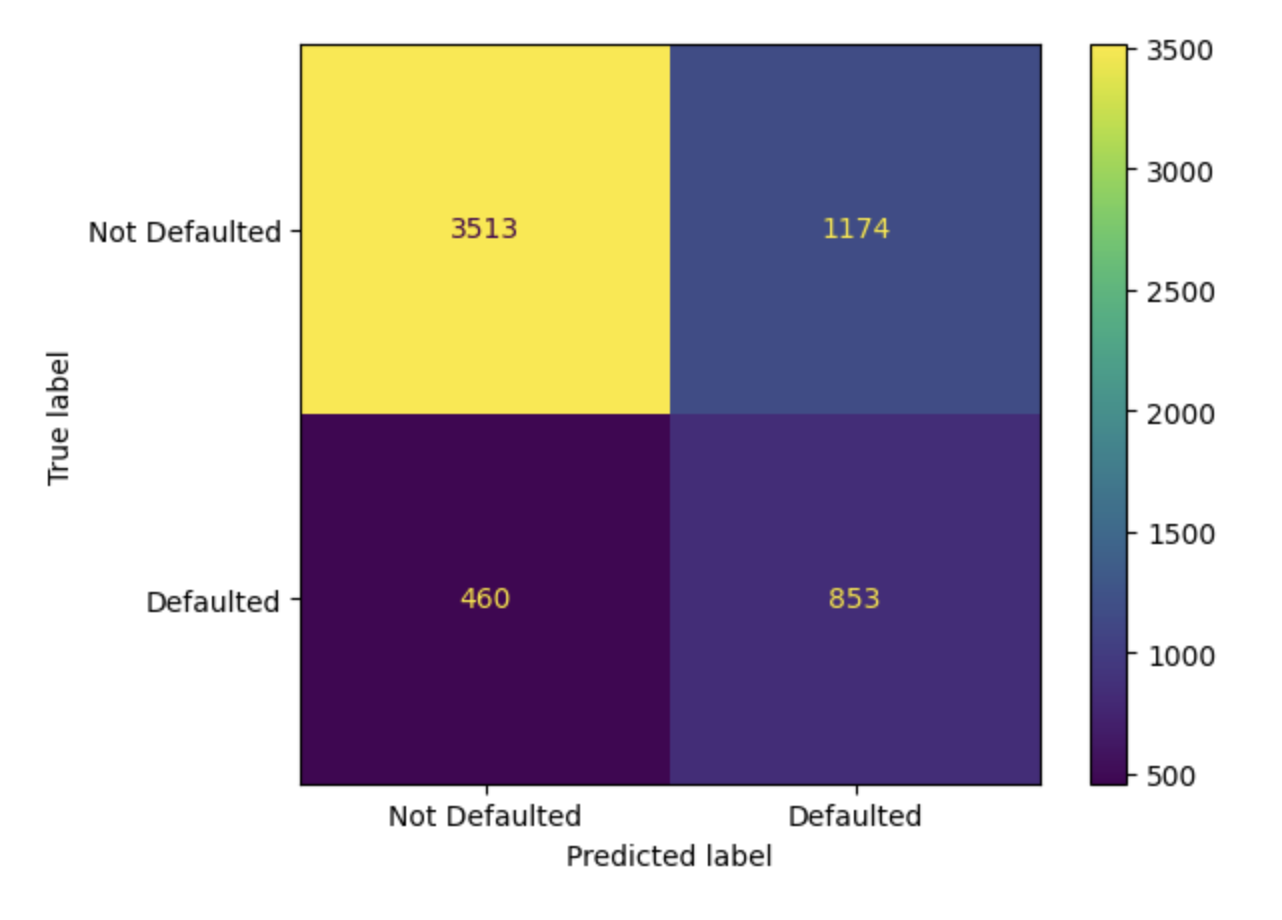 3513
1174
460
853
Not Defaulted
Defaulted
True label
Not Defaulted
Defaulted
Predicted label
3500
3000
2500
2000
1500
1000
500